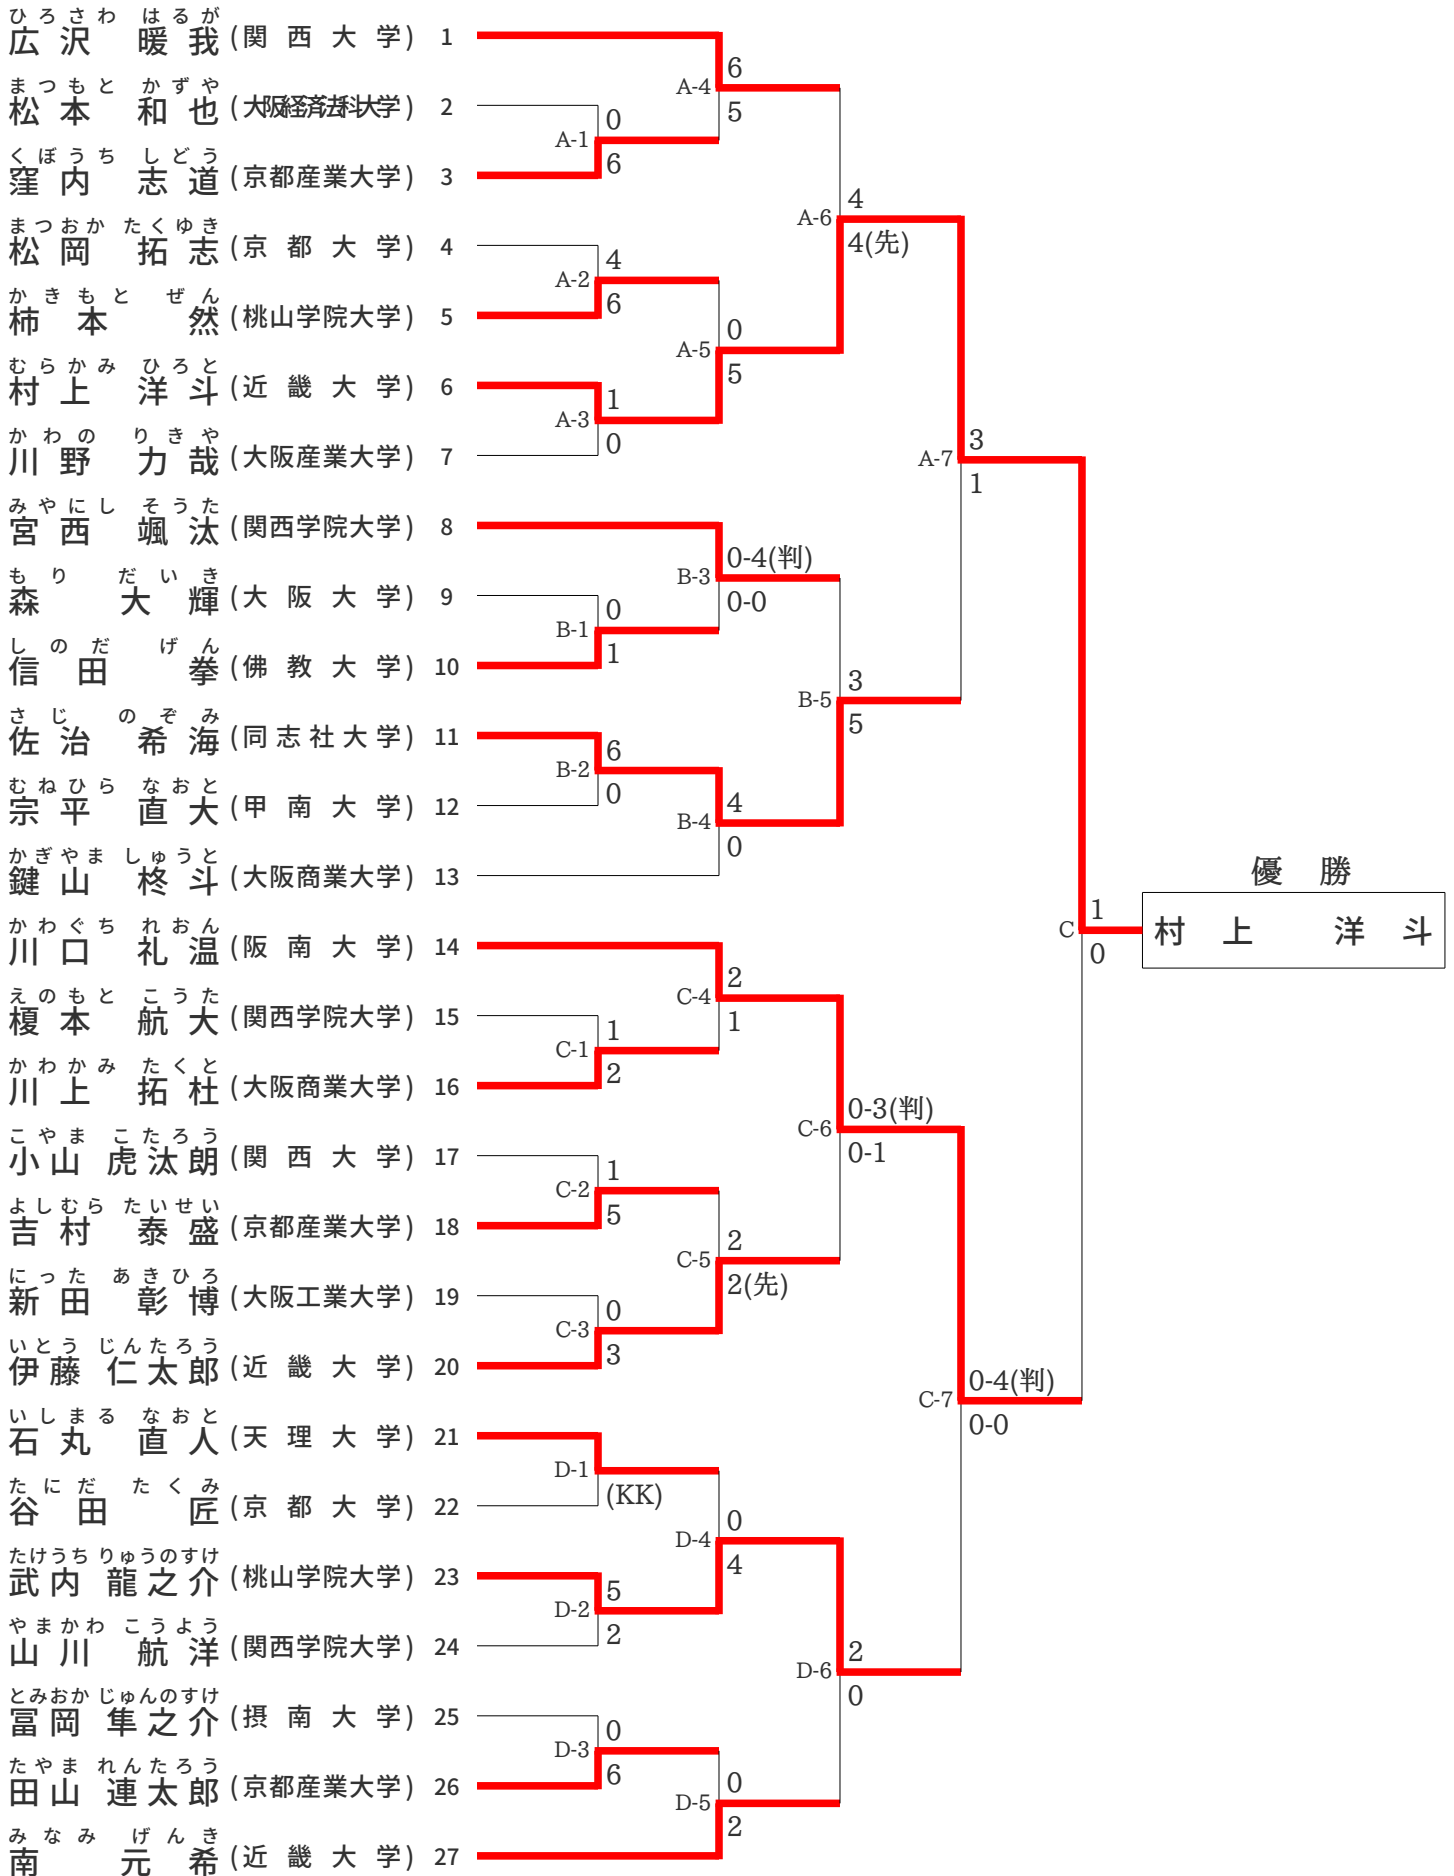 ひろさわ はるが
広沢 暖我 (関西大学) 1
まつもと かずや
松本 和也 (大阪経済法科大学) 2
くぼうち しどう
窪内 志道 (京都産業大学) 3
まつおか たくゆき
松岡 拓志 (京都大学) 4
かきもと ぜん
柿本 然 (桃山学院大学) 5
むらかみ ひろと
村上 洋斗 (近畿大学) 6
かわの りきや
川野 力哉 (大阪産業大学) 7
みやにし そうた
宮西 颯汰 (関西学院大学) 8
もり だいき
森 大輝 (大阪大学) 9
しのだ げん
信田 拳 (佛教大学) 10
さじ のぞみ
佐治 希海 (同志社大学) 11
むねひら なおと
宗平 直大 (甲南大学) 12
かぎやま しゅうと
鍵山 柊斗 (大阪商業大学) 13
かわぐち れおん
川口 礼温 (阪南大学) 14
えのもと こうた
榎本 航大 (関西学院大学) 15
かわかみ たくと
川上 拓杜 (大阪商業大学) 16
こやま こたろう
小山 虎汰朗 (関西大学) 17
よしむら たいせい
吉村 泰盛 (京都産業大学) 18
にった あきひろ
新田 彰博 (大阪工業大学) 19
いとう じんたろう
伊藤 仁太郎 (近畿大学) 20
いしまる なおと
石丸 直人 (天理大学) 21
たにだ たくみ
谷田 匠 (京都大学) 22
たけうち りゅうのすけ
武内 龍之介 (桃山学院大学) 23
やまかわ こうよう
山川 航洋 (関西学院大学) 24
とみおか じゅんのすけ
冨岡 隼之介 (摂南大学) 25
たやま れんたろう
田山 連太郎 (京都産業大学) 26
みなみ げんき
南 元希 (近畿大学) 27
A-1
0
6
A-2
4
6
A-3
1
0
B-1
0
1
B-2
6
0
C-1
1
2
C-2
1
5
C-3
0
3
D-1
(KK)
D-2
5
2
D-3
0
6
A-4
6
5
A-5
0
5
B-3
0-4(判)
0-0
B-4
4
0
C-4
2
1
C-5
2
2(先)
D-4
0
4
D-5
0
2
A-6
4
4(先)
B-5
3
5
C-6
0-3(判)
0-1
D-6
2
0
A-7
3
1
C-7
0-4(判)
0-0
C
1
0
優勝
村上 洋斗